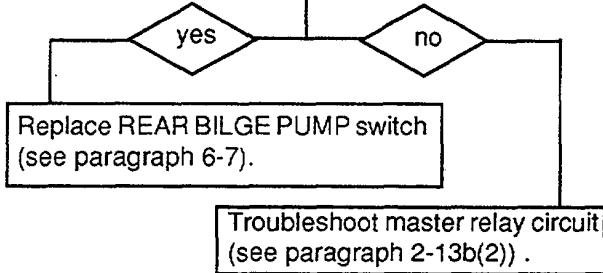 yes
no
Replace REAR BILGE PUMP switch
(see paragraph 6-7).
Troubleshoot master relay circuit
(see paragraph 2-13b(2)) .